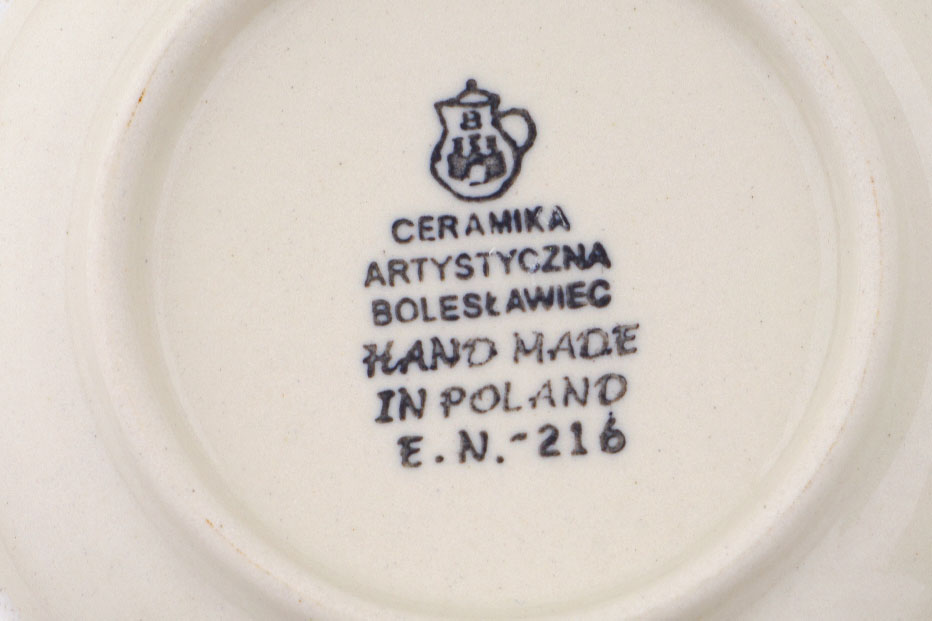 B
CERAMIKA
ARTYSTYCZNA
BOLESŁAWIEC
HAND MADE
IN POLAND
E.N.-216